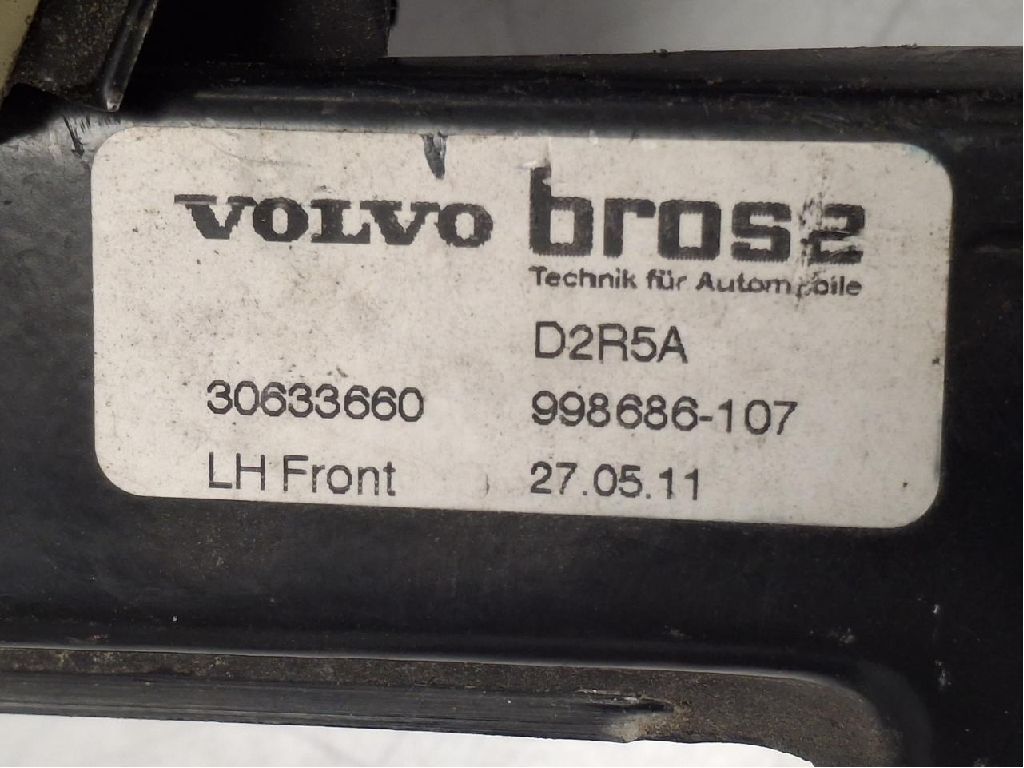 VOLVO brose
Technik für Automobile
D2R5A
30633660 998686-107
LH Front 27.05.11